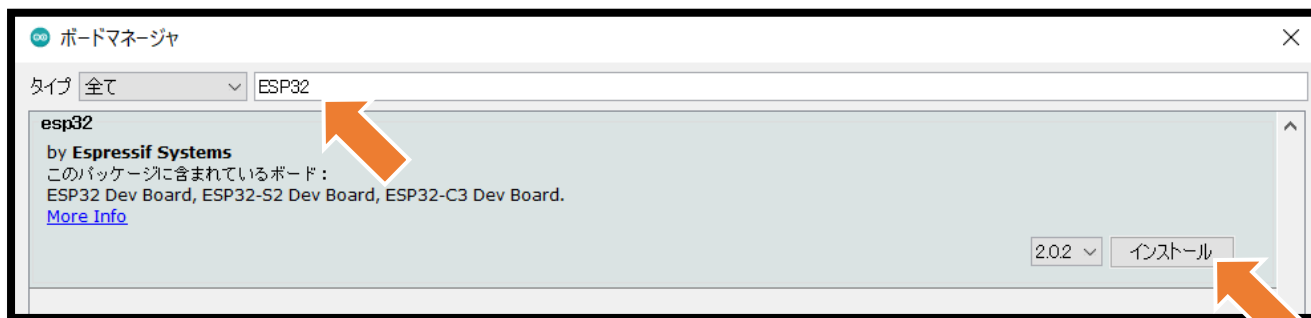 ボードマネージャ
タイプ 全て ESP32
esp32
by Espressif Systems
このパッケージに含まれているボード：
ESP32 Dev Board, ESP32-S2 Dev Board, ESP32-C3 Dev Board.
More Info
2.0.2 インストール